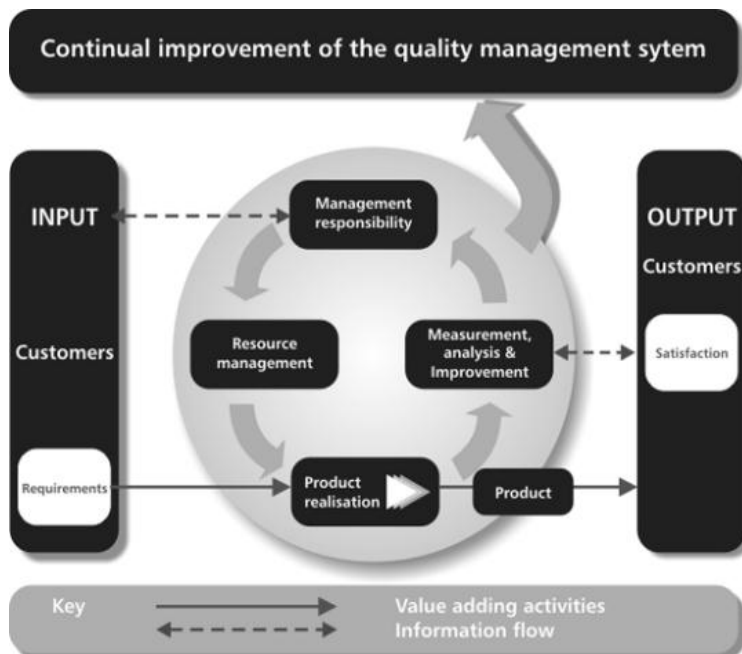 Continual improvement of the quality management sytem
INPUT
Customers
Requirements
Management
responsibility
Resource
management
Measurement,
analysis &
Improvement
Product
realisation
Product
OUTPUT
Customers
Satisfaction
Key
Value adding activities
Information flow